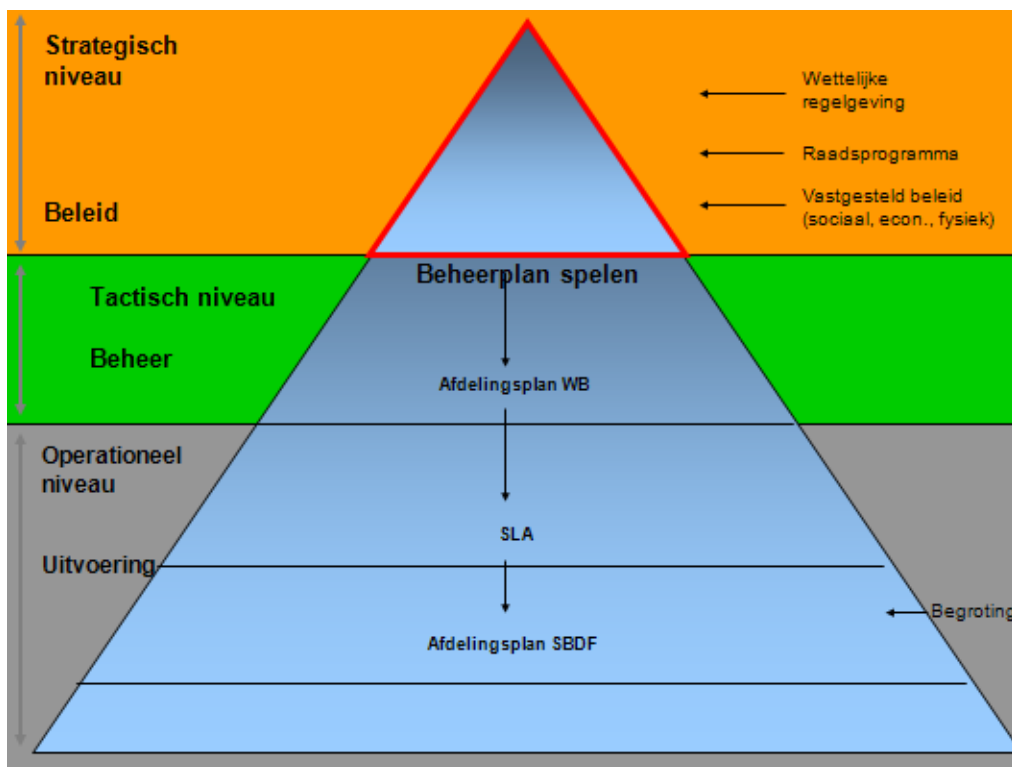 Strategisch
niveau
Wettelijke
regelgeving
Raadsprogramma
Beleid
Vastgesteld beleid
(sociaal, econ., fysiek)
Beheerplan spelen
Tactisch niveau
Beheer
Afdelingsplan WB
Operationeel
niveau
SLA
Uitvoering
Begroting
Afdelingsplan SBDF